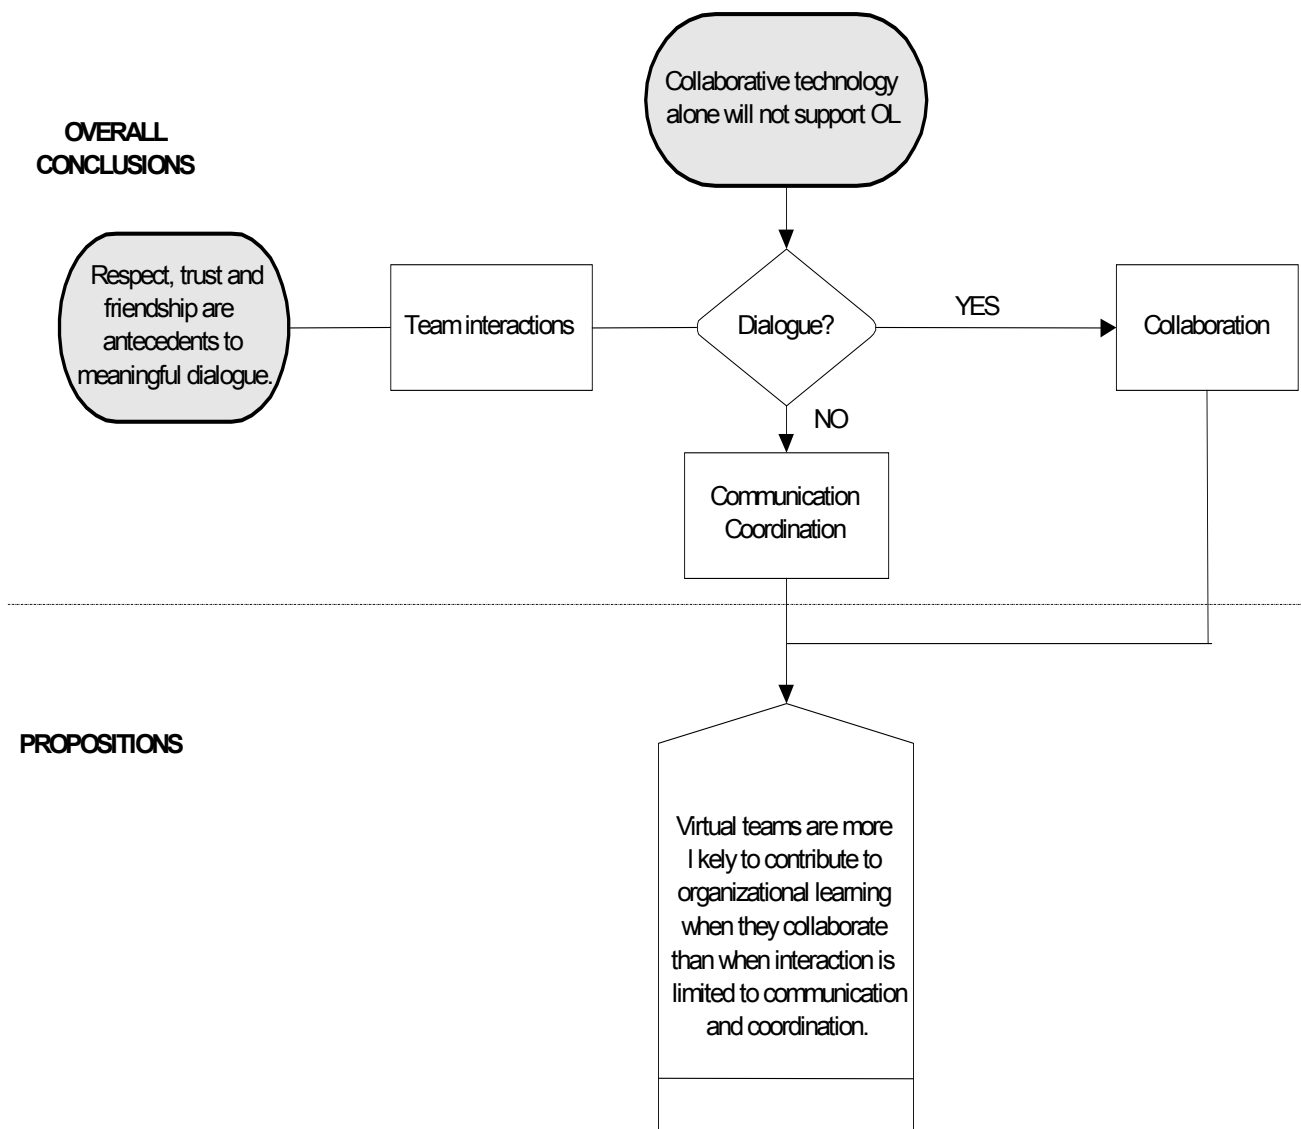 Collaborative technology
alone will not support OL
OVERALL
CONCLUSIONS
Respect, trust and
friendship are
antecedents to
meaningful dialogue.
Team interactions
Dialogue?
YES
Collaboration
NO
Communication
Coordination
PROPOSITIONS
Virtual teams are more
l kely to contribute to
organizational learning
when they collaborate
than when interaction is
limited to communication
and coordination.